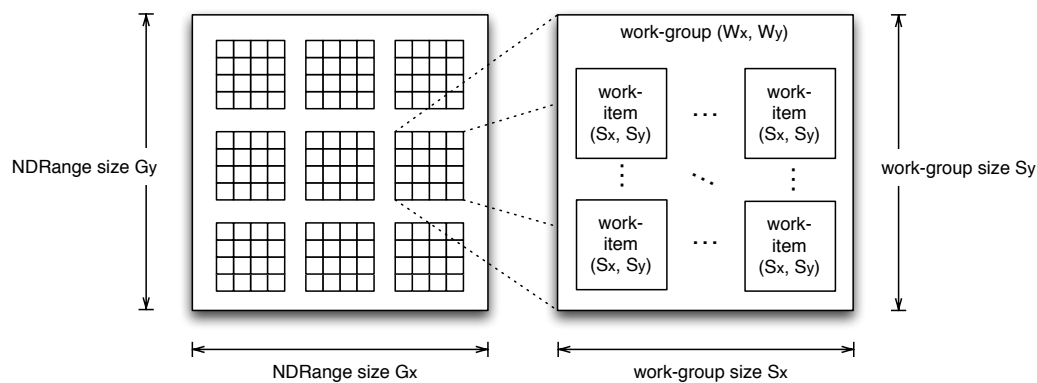 work-group (Wx, Wy)
work-
item
(Sx, Sy)
...
work-
item
(Sx, Sy)
NDRange size Gy
work-group size Sy
work-
item
(Sx, Sy)
...
work-
item
(Sx, Sy)
NDRange size Gx
work-group size Sx